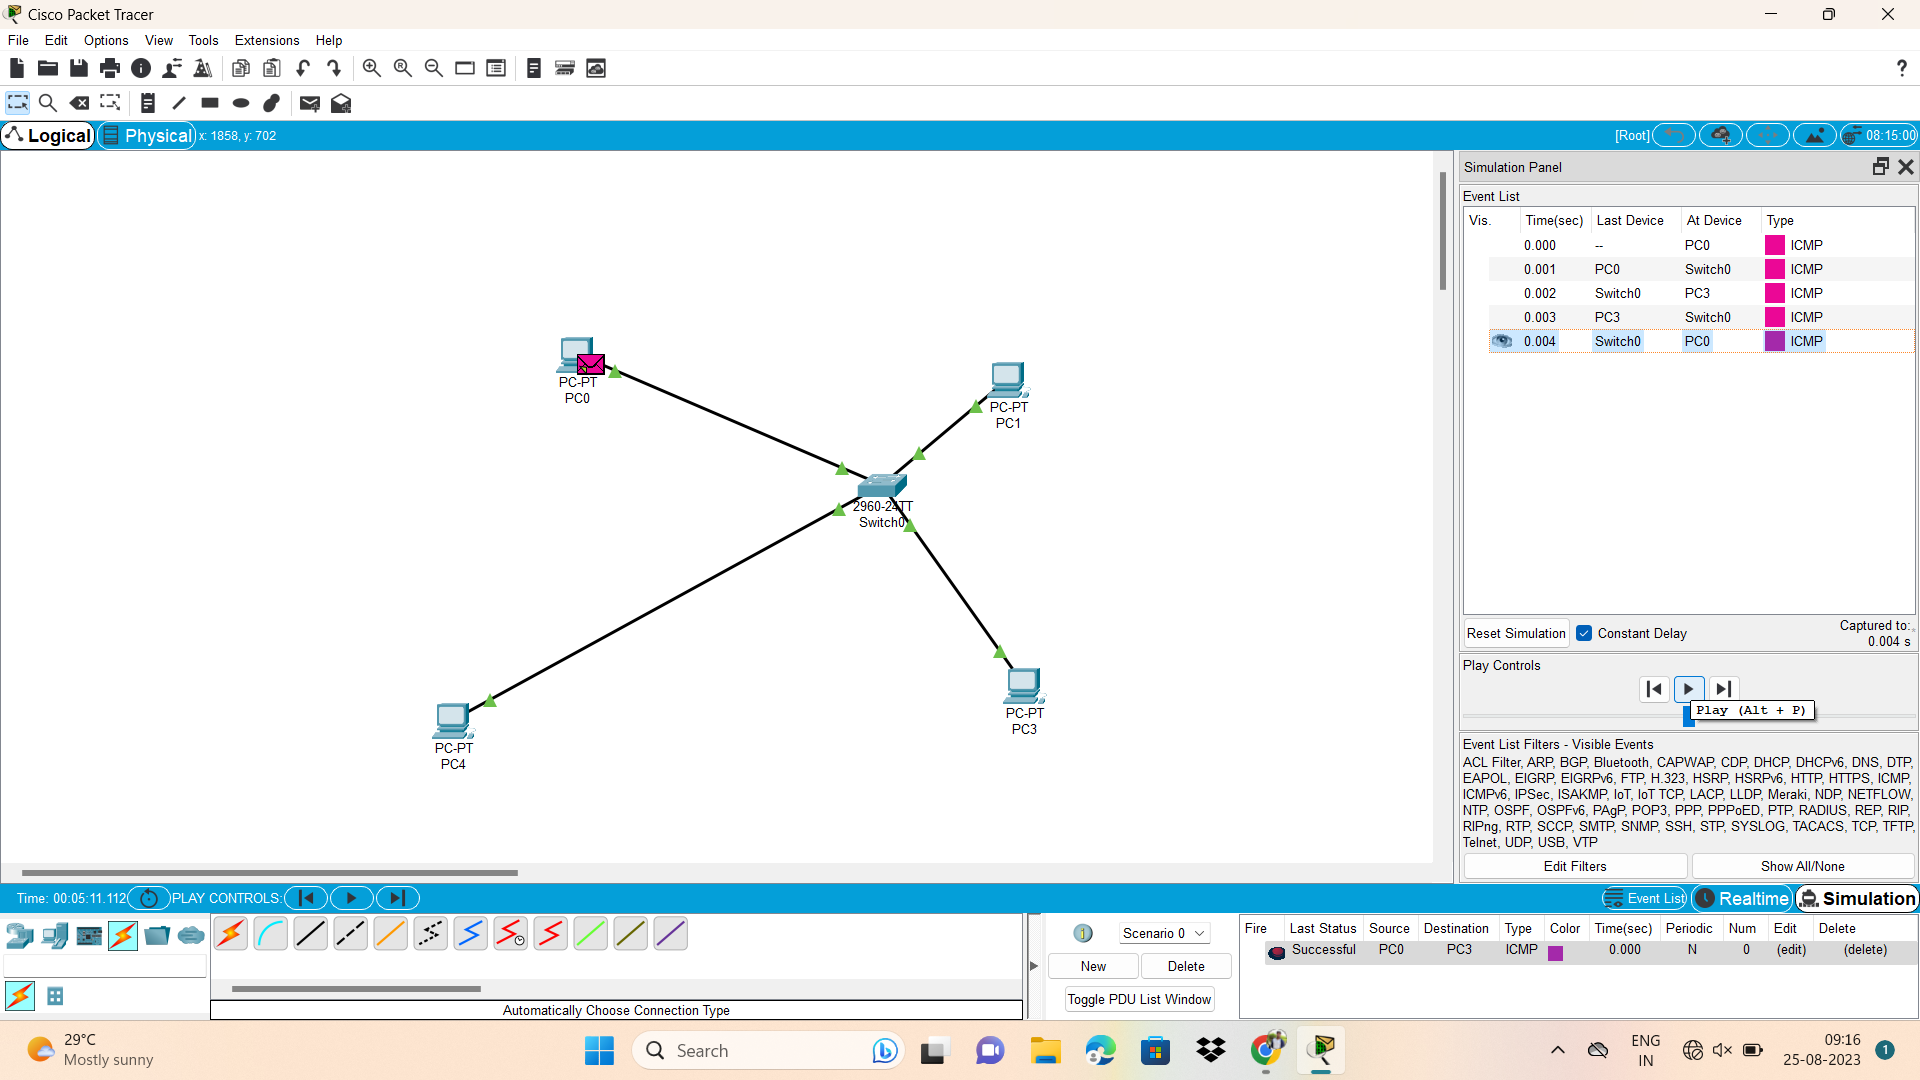 Cisco Packet Tracer
File Edit Options View Tools Extensions Help
?
Logical Physical x: 1858, y: 702 [Root] 08:15:00
Simulation Panel
Event List
Vis. Time(sec) Last Device At Device Type
0.000 -- PC0 ICMP
0.001 PC0 Switch0 ICMP
0.002 Switch0 PC3 ICMP
0.003 PC3 Switch0 ICMP
0.004 Switch0 PC0 ICMP
PC-PT
PC0
PC-PT
PC1
2960-24TT
Switch0
PC-PT
PC3
PC-PT
PC4
Reset Simulation Constant Delay Captured to:
0.004 s
Play Controls
Play (Alt + P)
Event List Filters - Visible Events
ACL Filter, ARP, BGP, Bluetooth, CAPWAP, CDP, DHCP, DHCPv6, DNS, DTP,
EAPOL, EIGRP, EIGRPv6, FTP, H.323, HSRP, HSRPv6, HTTP, HTTPS, ICMP,
ICMPv6, IPSec, ISAKMP, IoT, IoT TCP, LACP, LLDP, Meraki, NDP, NETFLOW,
NTP, OSPF, OSPFv6, PAgP, POP3, PPP, PPPoED, PTP, RADIUS, REP, RIP,
RIPng, RTP, SCCP, SMTP, SNMP, SSH, STP, SYSLOG, TACACS, TCP, TFTP,
Telnet, UDP, USB, VTP
Edit Filters Show All/None
Time: 00:05:11.112 PLAY CONTROLS: Event List Realtime Simulation
Scenario 0
New Delete
Toggle PDU List Window
Fire Last Status Source Destination Type Color Time(sec) Periodic Num Edit Delete
Successful PC0 PC3 ICMP 0.000 N 0 (edit) (delete)
Automatically Choose Connection Type
29°C
Mostly sunny
Search
ENG
IN
09:16
25-08-2023
1